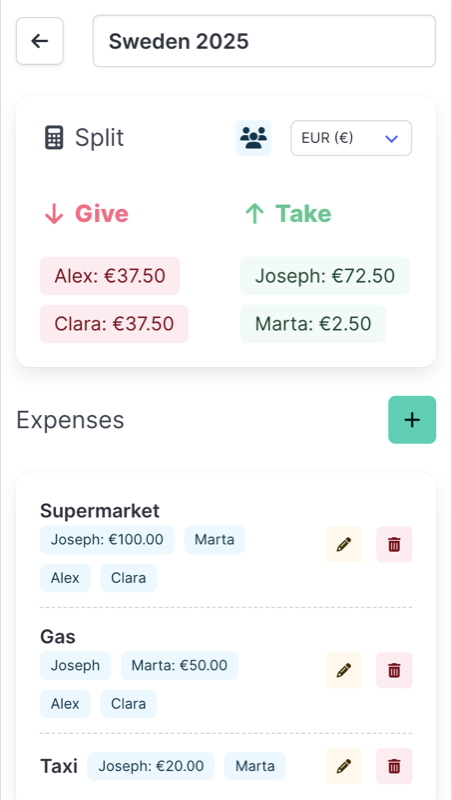 Sweden 2025
Split EUR (€)
Give Take
Alex: €37.50 Joseph: €72.50
Clara: €37.50 Marta: €2.50
Expenses
Supermarket
Joseph: €100.00 Marta
Alex Clara
Gas
Joseph Marta: €50.00
Alex Clara
Taxi Joseph: €20.00 Marta